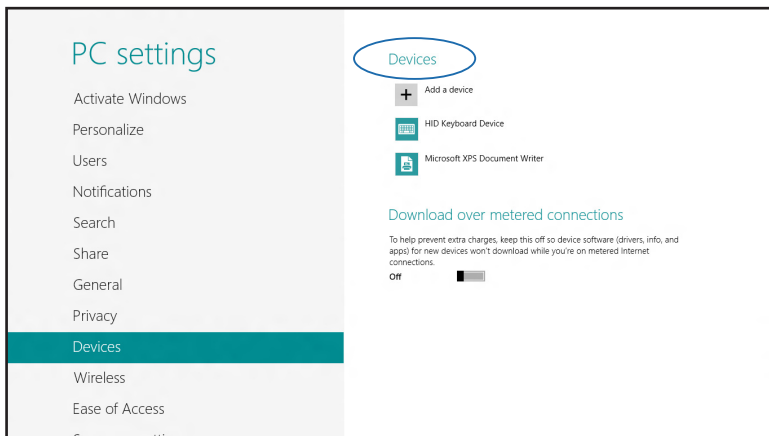 PC settings
Activate Windows
Personalize
Users
Notifications
Search
Share
General
Privacy
Devices
Wireless
Ease of Access
Devices
Add a device
HID Keyboard Device
Microsoft XPS Document Writer
Download over metered connections
To help prevent extra charges, keep this off so device software (drivers, info, and
apps) for new devices won't download while you're on metered Internet
connections.
Off